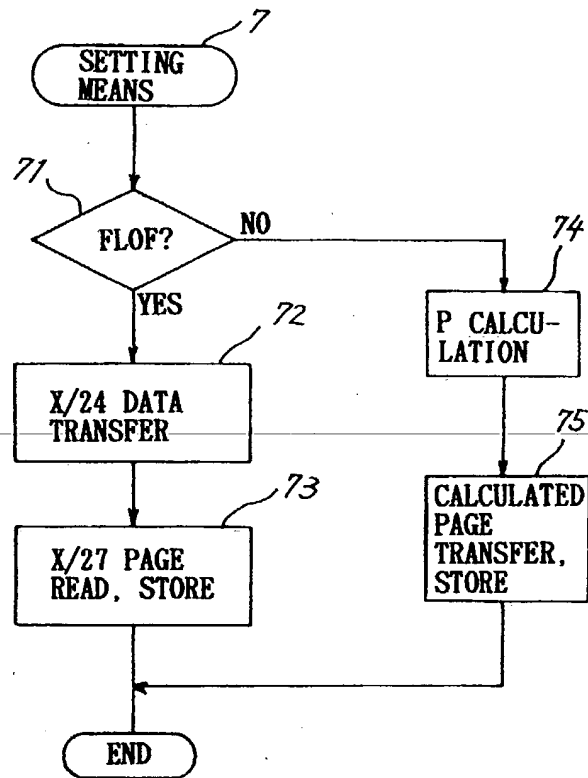 7
SETTING
MEANS
71
FLOF?
NO
YES
74
P CALCU-
LATION
72
X/24 DATA
TRANSFER
75
CALCULATED
PAGE
TRANSFER,
STORE
73
X/27 PAGE
READ, STORE
END